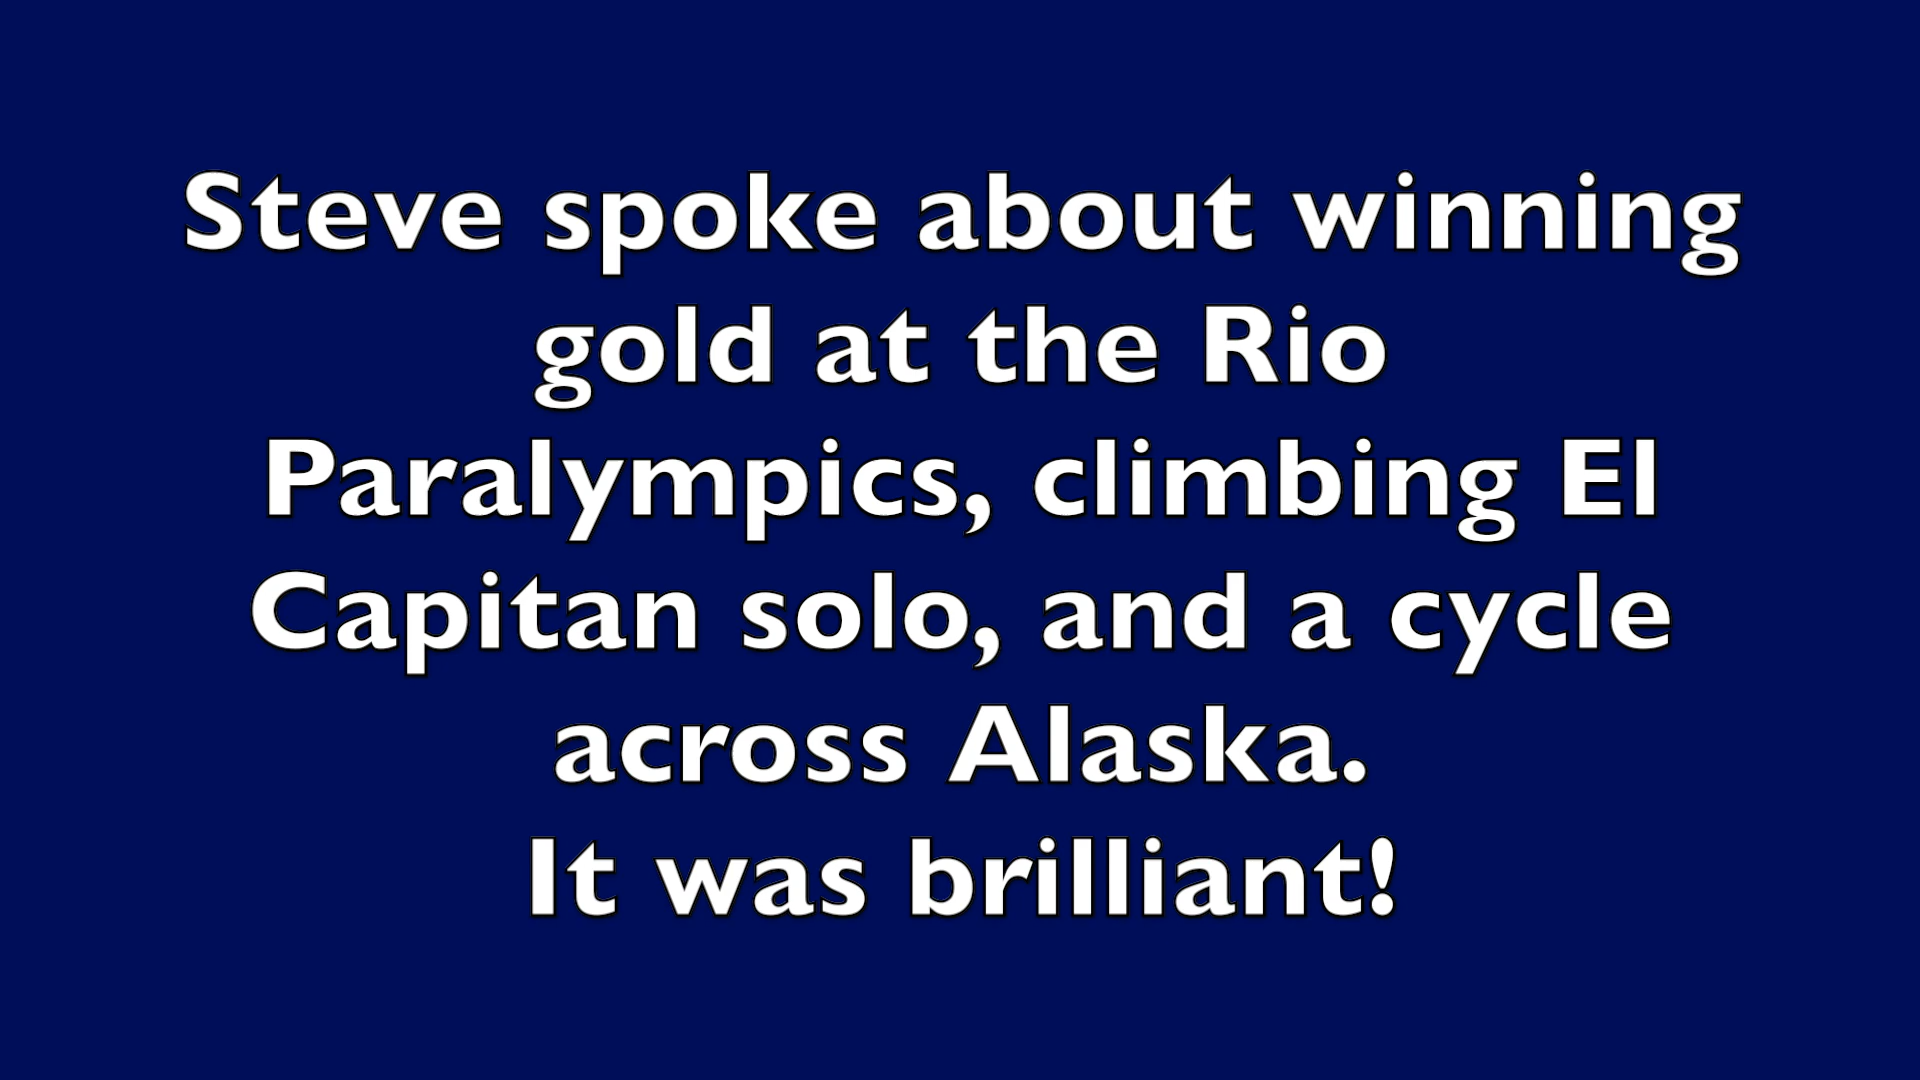 Steve spoke about winning
gold at the Rio
Paralympics, climbing El
Capitan solo, and a cycle
across Alaska.
It was brilliant!